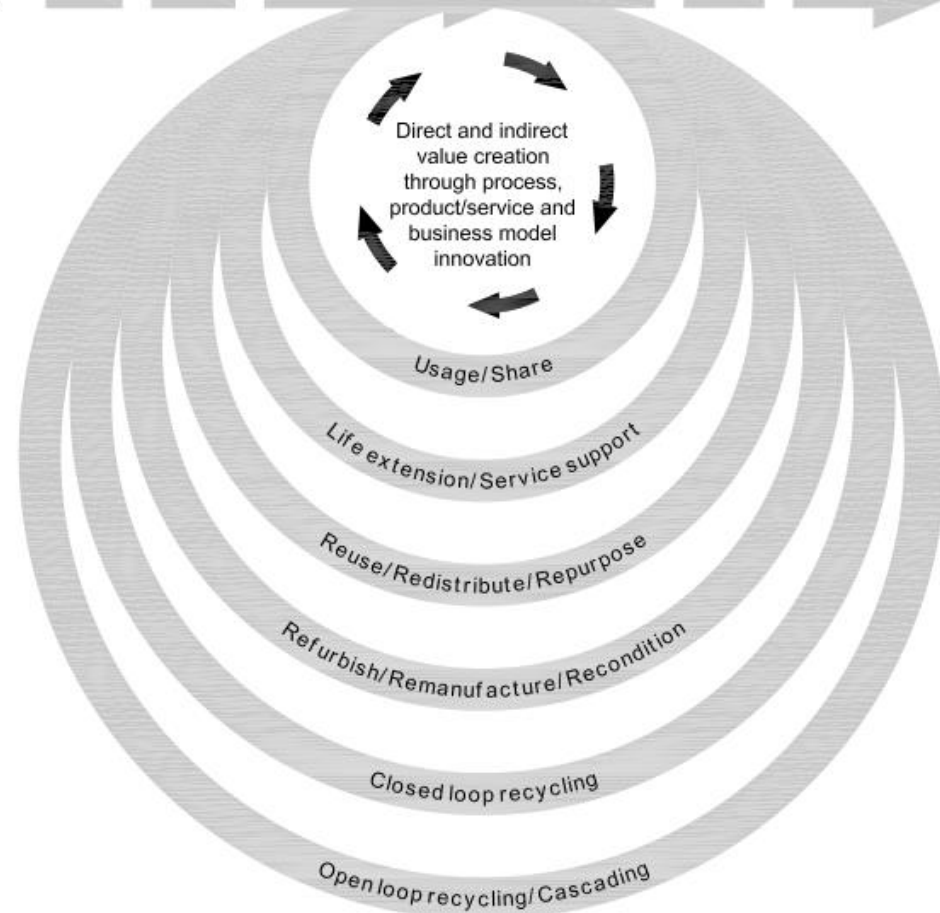 Direct and indirect
value creation
through process,
product/service and
business model
innovation
Usage/Share
Life extension/Service support
Reuse/Redistribute/Repurpose
Refurbish/Remanufacture/Recondition
Closed loop recycling
Open loop recycling/Cascading